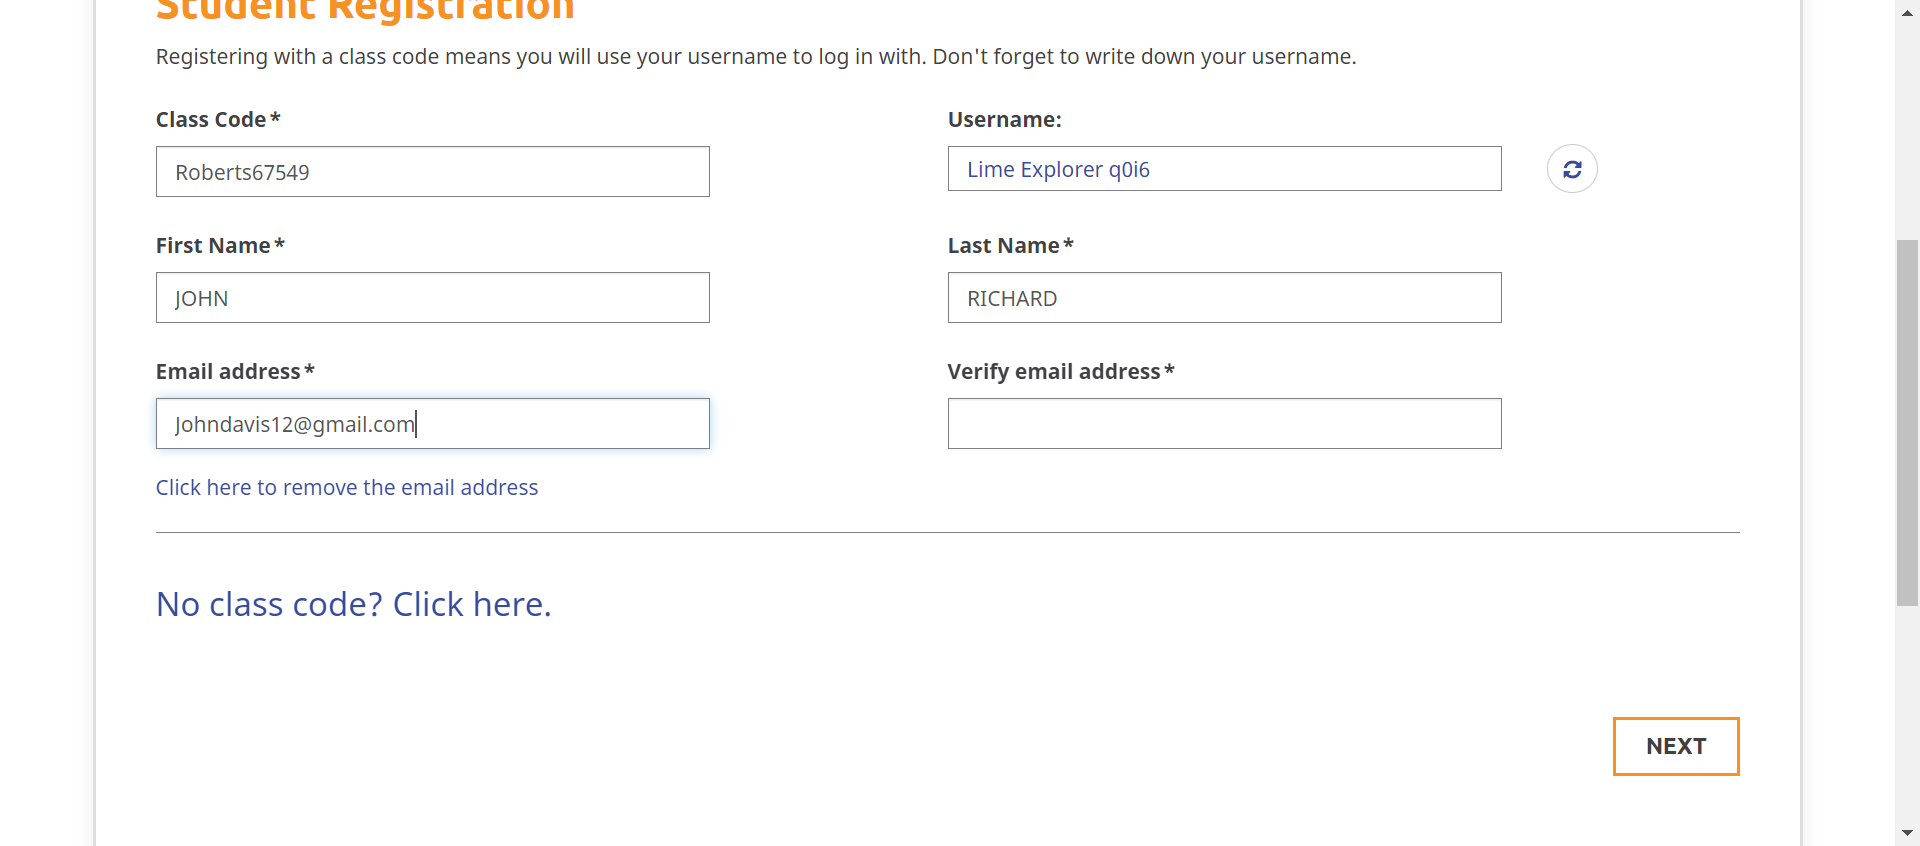 Student Registration
Registering with a class code means you will use your username to log in with. Don't forget to write down your username.
Class Code*
Username:
Roberts67549
Lime Explorer q0i6
First Name*
Last Name*
JOHN
RICHARD
Email address*
Verify email address*
Johndavis12@gmail.com
Click here to remove the email address
No class code? Click here.
NEXT